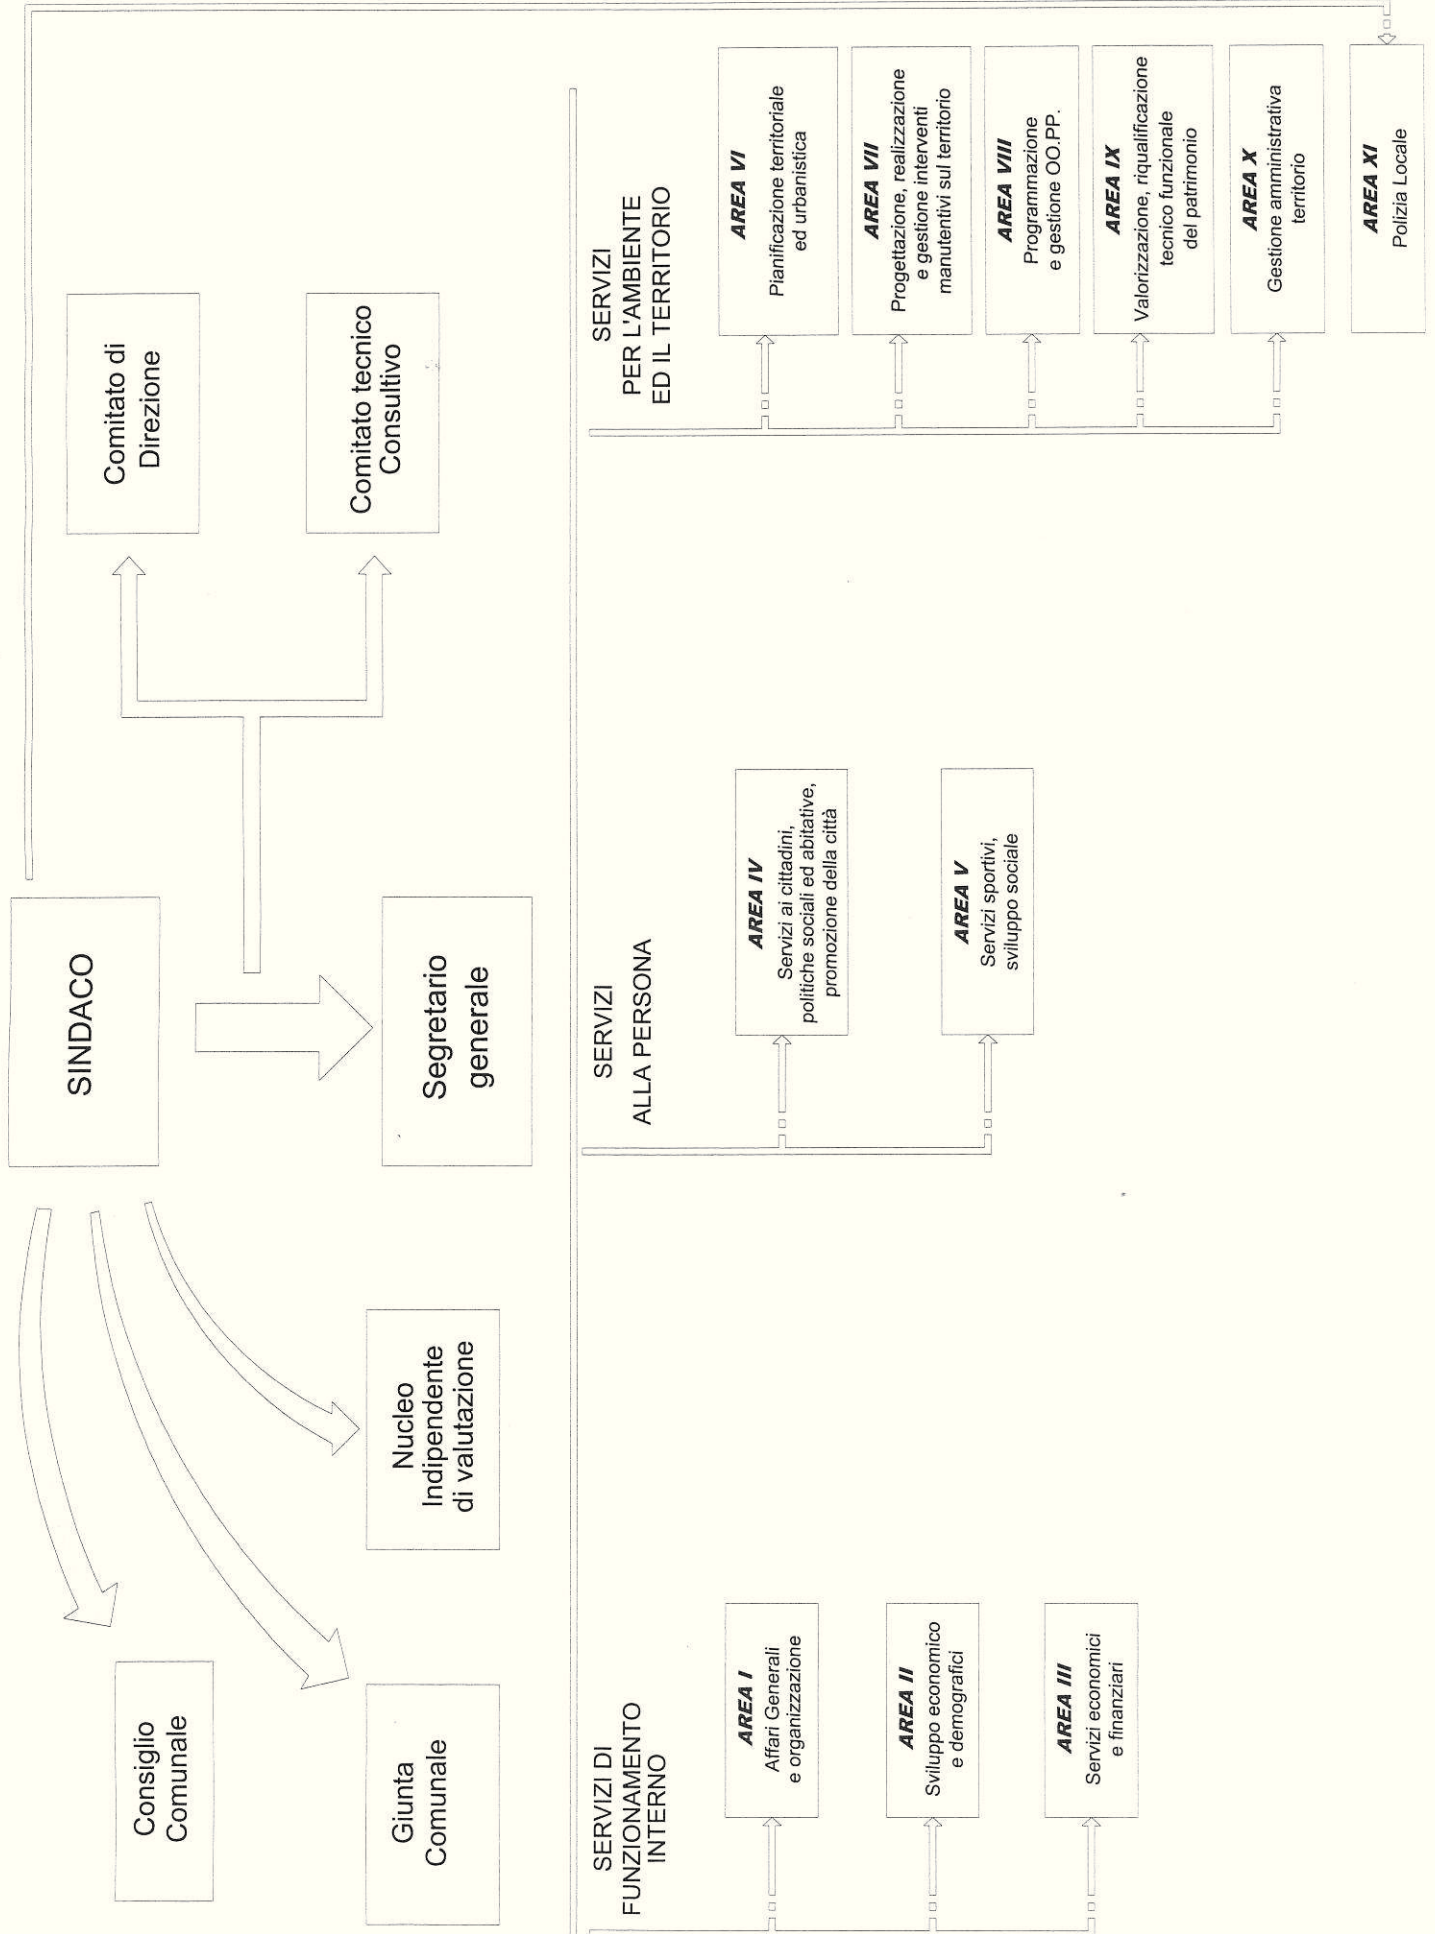 SINDACO
Consiglio
Comunale
Giunta
Comunale
Nucleo
Indipendente
di valutazione
Segretario
generale
Comitato di
Direzione
Comitato tecnico
Consultivo
SERVIZI DI
FUNZIONAMENTO
INTERNO
AREA I
Affari Generali
e organizzazione
AREA II
Sviluppo economico
e demografici
AREA III
Servizi economici
e finanziari
SERVIZI
ALLA PERSONA
AREA IV
Servizi ai cittadini,
politiche sociali ed abitative,
promozione della città
AREA V
Servizi sportivi,
sviluppo sociale
SERVIZI
PER L'AMBIENTE
ED IL TERRITORIO
AREA VI
Pianificazione territoriale
ed urbanistica
AREA VII
Progettazione, realizzazione
e gestione interventi
manutentivi sul territorio
AREA VIII
Programmazione
e gestione OO.PP.
AREA IX
Valorizzazione, riqualificazione
tecnico funzionale
del patrimonio
AREA X
Gestione amministrativa
territorio
AREA XI
Polizia Locale